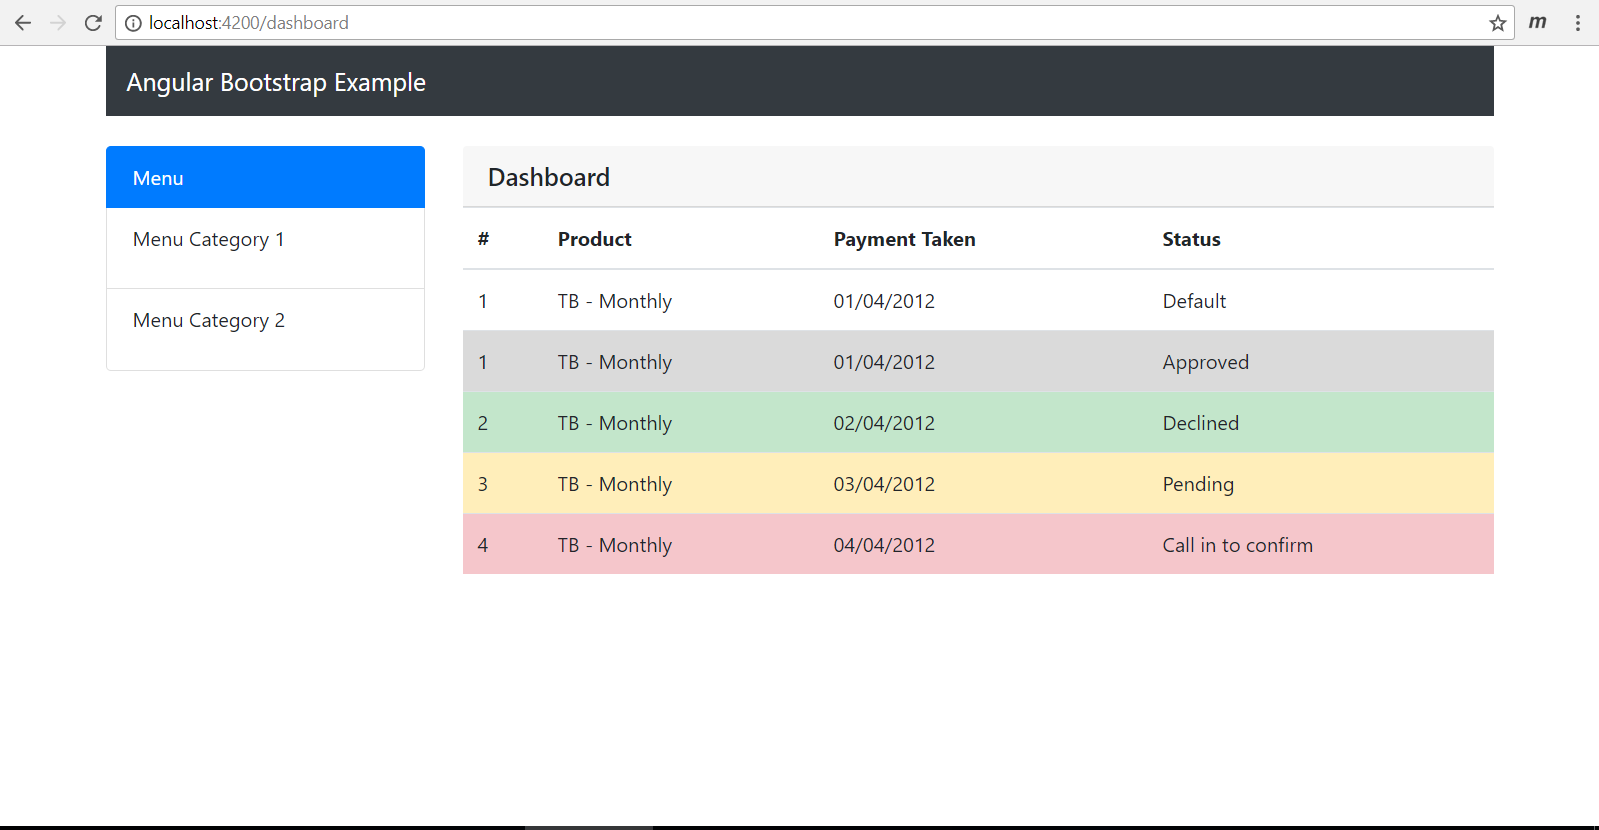 localhost:4200/dashboard
m
Angular Bootstrap Example
Menu
Menu Category 1
Menu Category 2
Dashboard
# Product Payment Taken Status
1 TB - Monthly 01/04/2012 Default
1 TB - Monthly 01/04/2012 Approved
2 TB - Monthly 02/04/2012 Declined
3 TB - Monthly 03/04/2012 Pending
4 TB - Monthly 04/04/2012 Call in to confirm